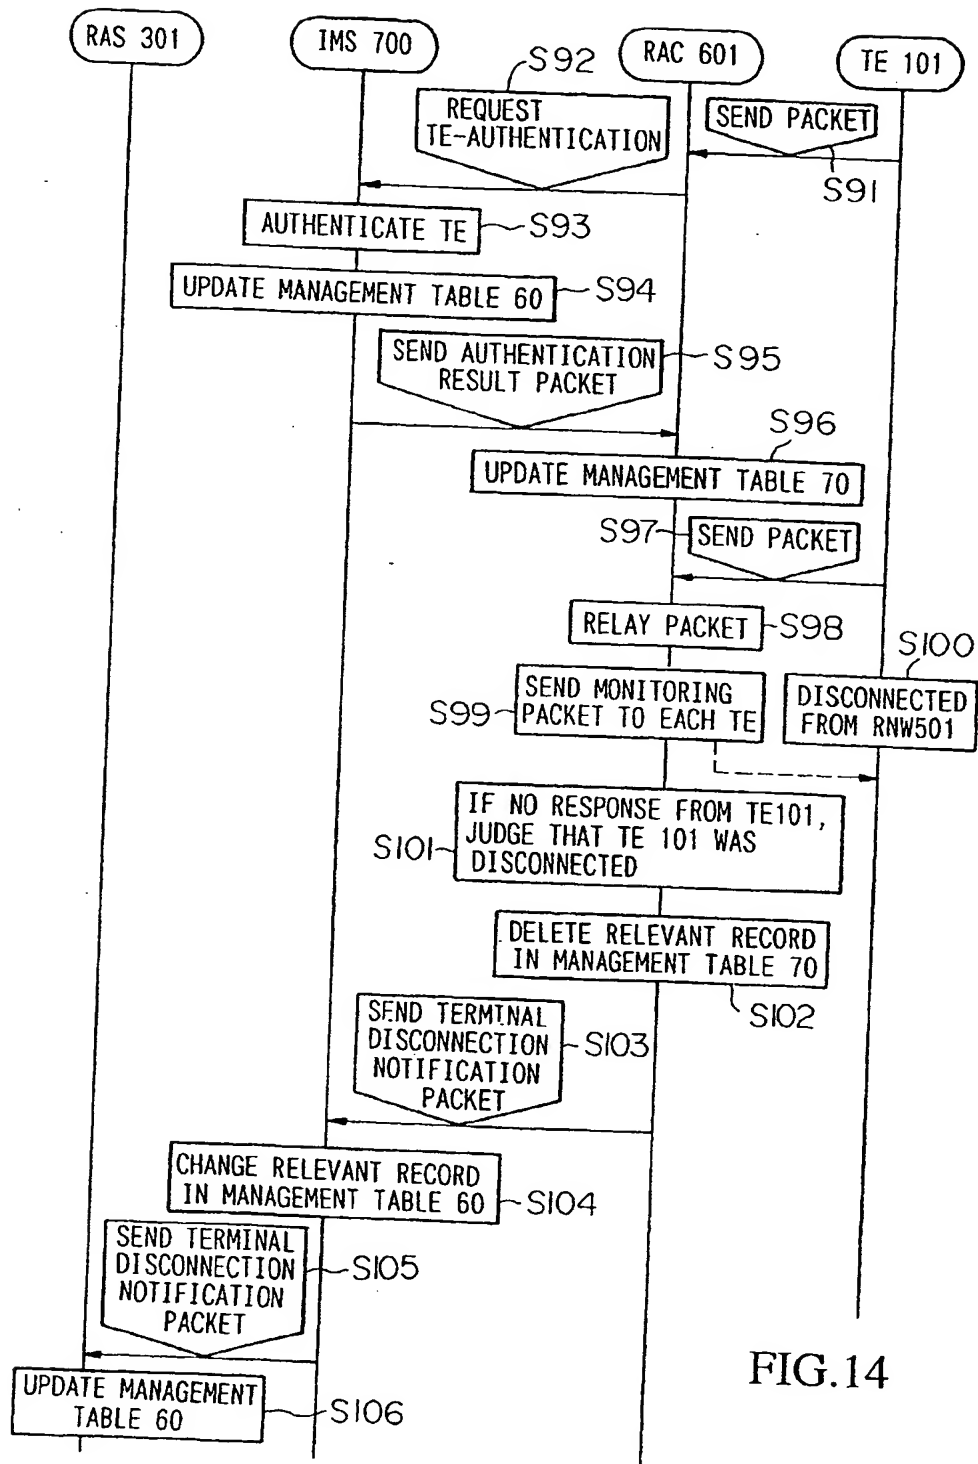 RAS 301
IMS 700
RAC 601
TE 101
S92
REQUEST
TE-AUTHENTICATION
SEND PACKET
S91
AUTHENTICATE TE
S93
UPDATE MANAGEMENT TABLE 60
S94
SEND AUTHENTICATION
RESULT PACKET
S95
S96
UPDATE MANAGEMENT TABLE 70
S97
SEND PACKET
RELAY PACKET
S98
S100
S99
SEND MONITORING
PACKET TO EACH TE
DISCONNECTED
FROM RNW501
S101
IF NO RESPONSE FROM TE101,
JUDGE THAT TE 101 WAS
DISCONNECTED
DELETE RELEVANT RECORD
IN MANAGEMENT TABLE 70
S102
SEND TERMINAL
DISCONNECTION
NOTIFICATION
PACKET
S103
CHANGE RELEVANT RECORD
IN MANAGEMENT TABLE 60
S104
SEND TERMINAL
DISCONNECTION
NOTIFICATION
PACKET
S105
UPDATE MANAGEMENT
TABLE 60
S106
FIG.14